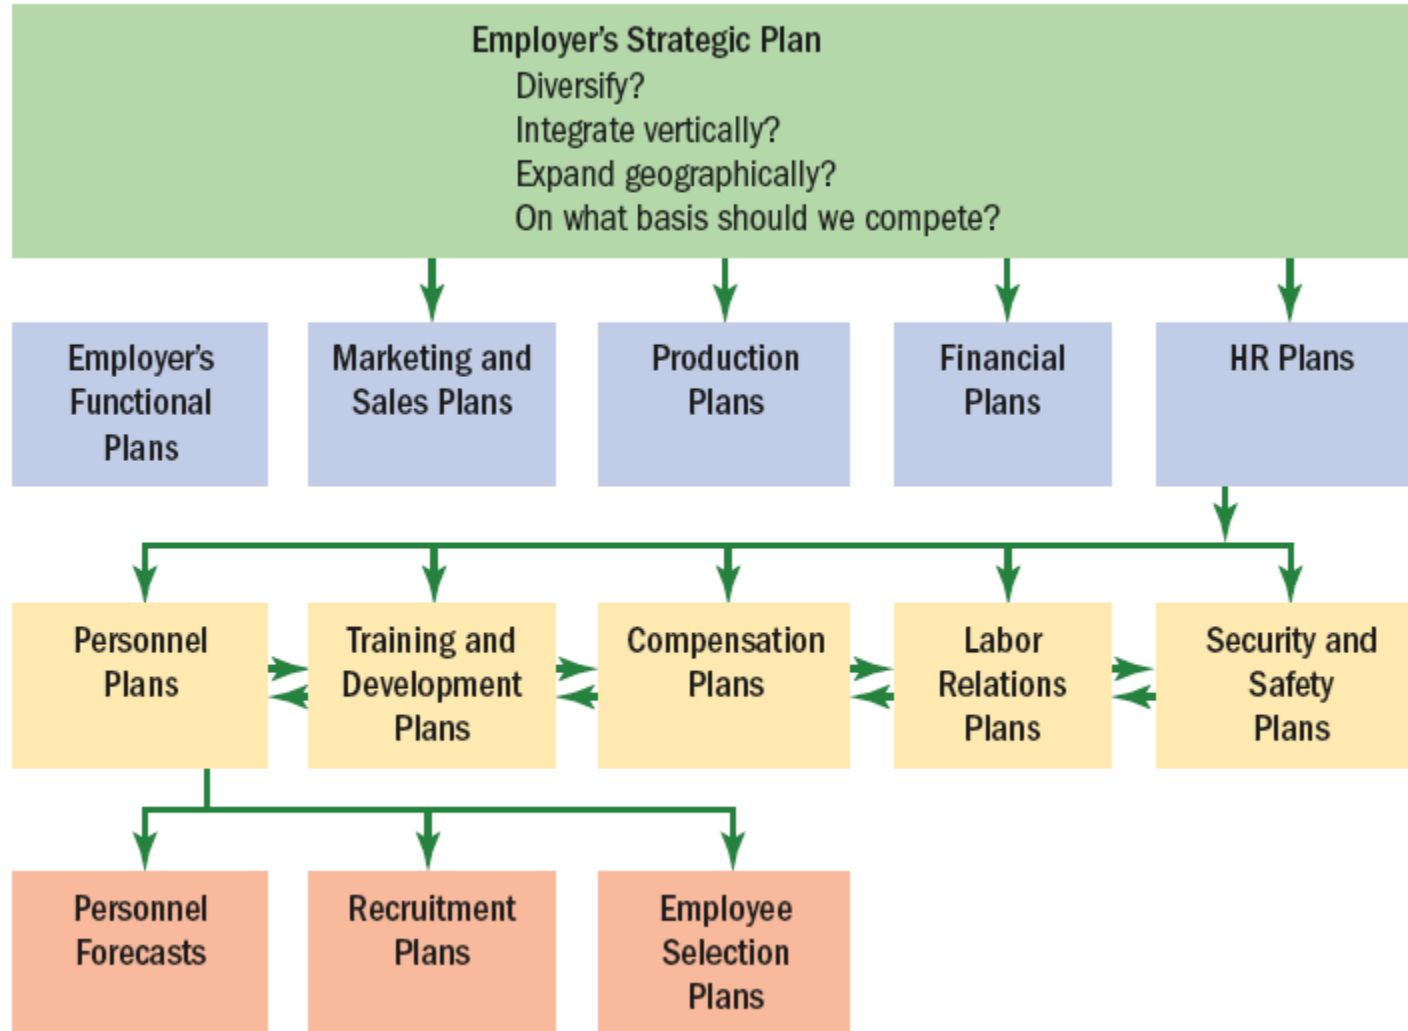 Employer’s Strategic Plan
Diversify?
Integrate vertically?
Expand geographically?
On what basis should we compete?
Employer’s
Functional
Plans
Marketing and
Sales Plans
Production
Plans
Financial
Plans
HR Plans
Personnel
Plans
Training and
Development
Plans
Compensation
Plans
Labor
Relations
Plans
Security and
Safety
Plans
Personnel
Forecasts
Recruitment
Plans
Employee
Selection
Plans